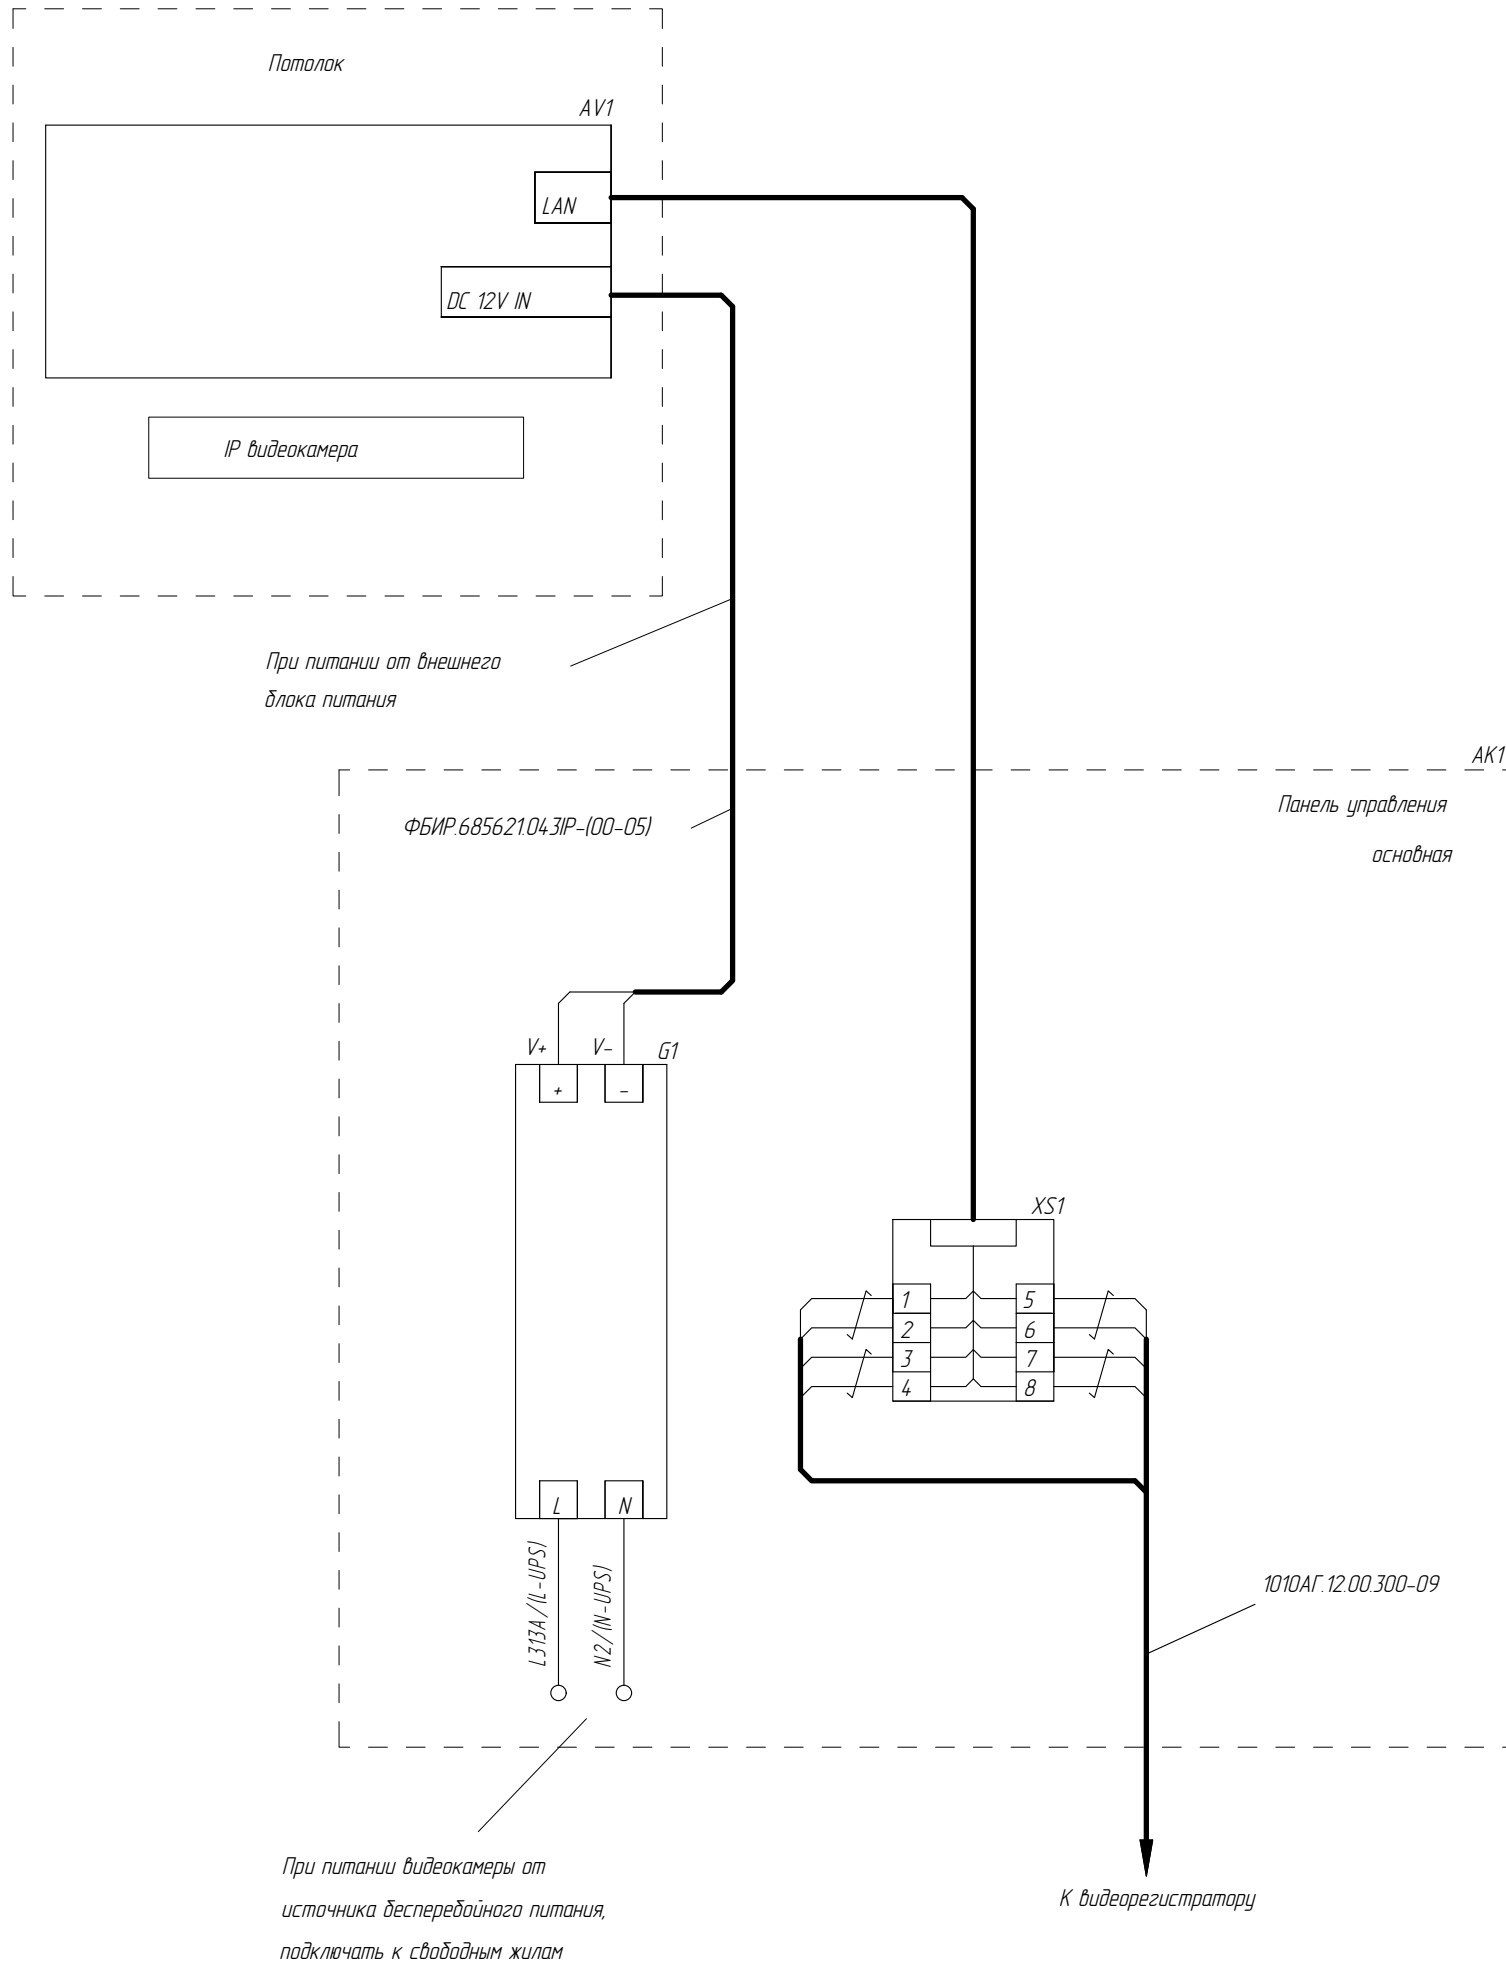 Потолок
AV1
LAN
DC 12V IN
IP видеокамера
При питании от внешнего
блока питания
AK1
Панель управления
основная
ФБИР.685621.043IP-(00-05)
V+
V-
G1
+
-
XS1
1
5
2
6
3
7
4
8
L
N
L313A/(L-UPS)
N2/(N-UPS)
1010АГ.12.00.300-09
При питании видеокамеры от
источника бесперебойного питания,
подключать к свободным жилам
К видеорегистратору